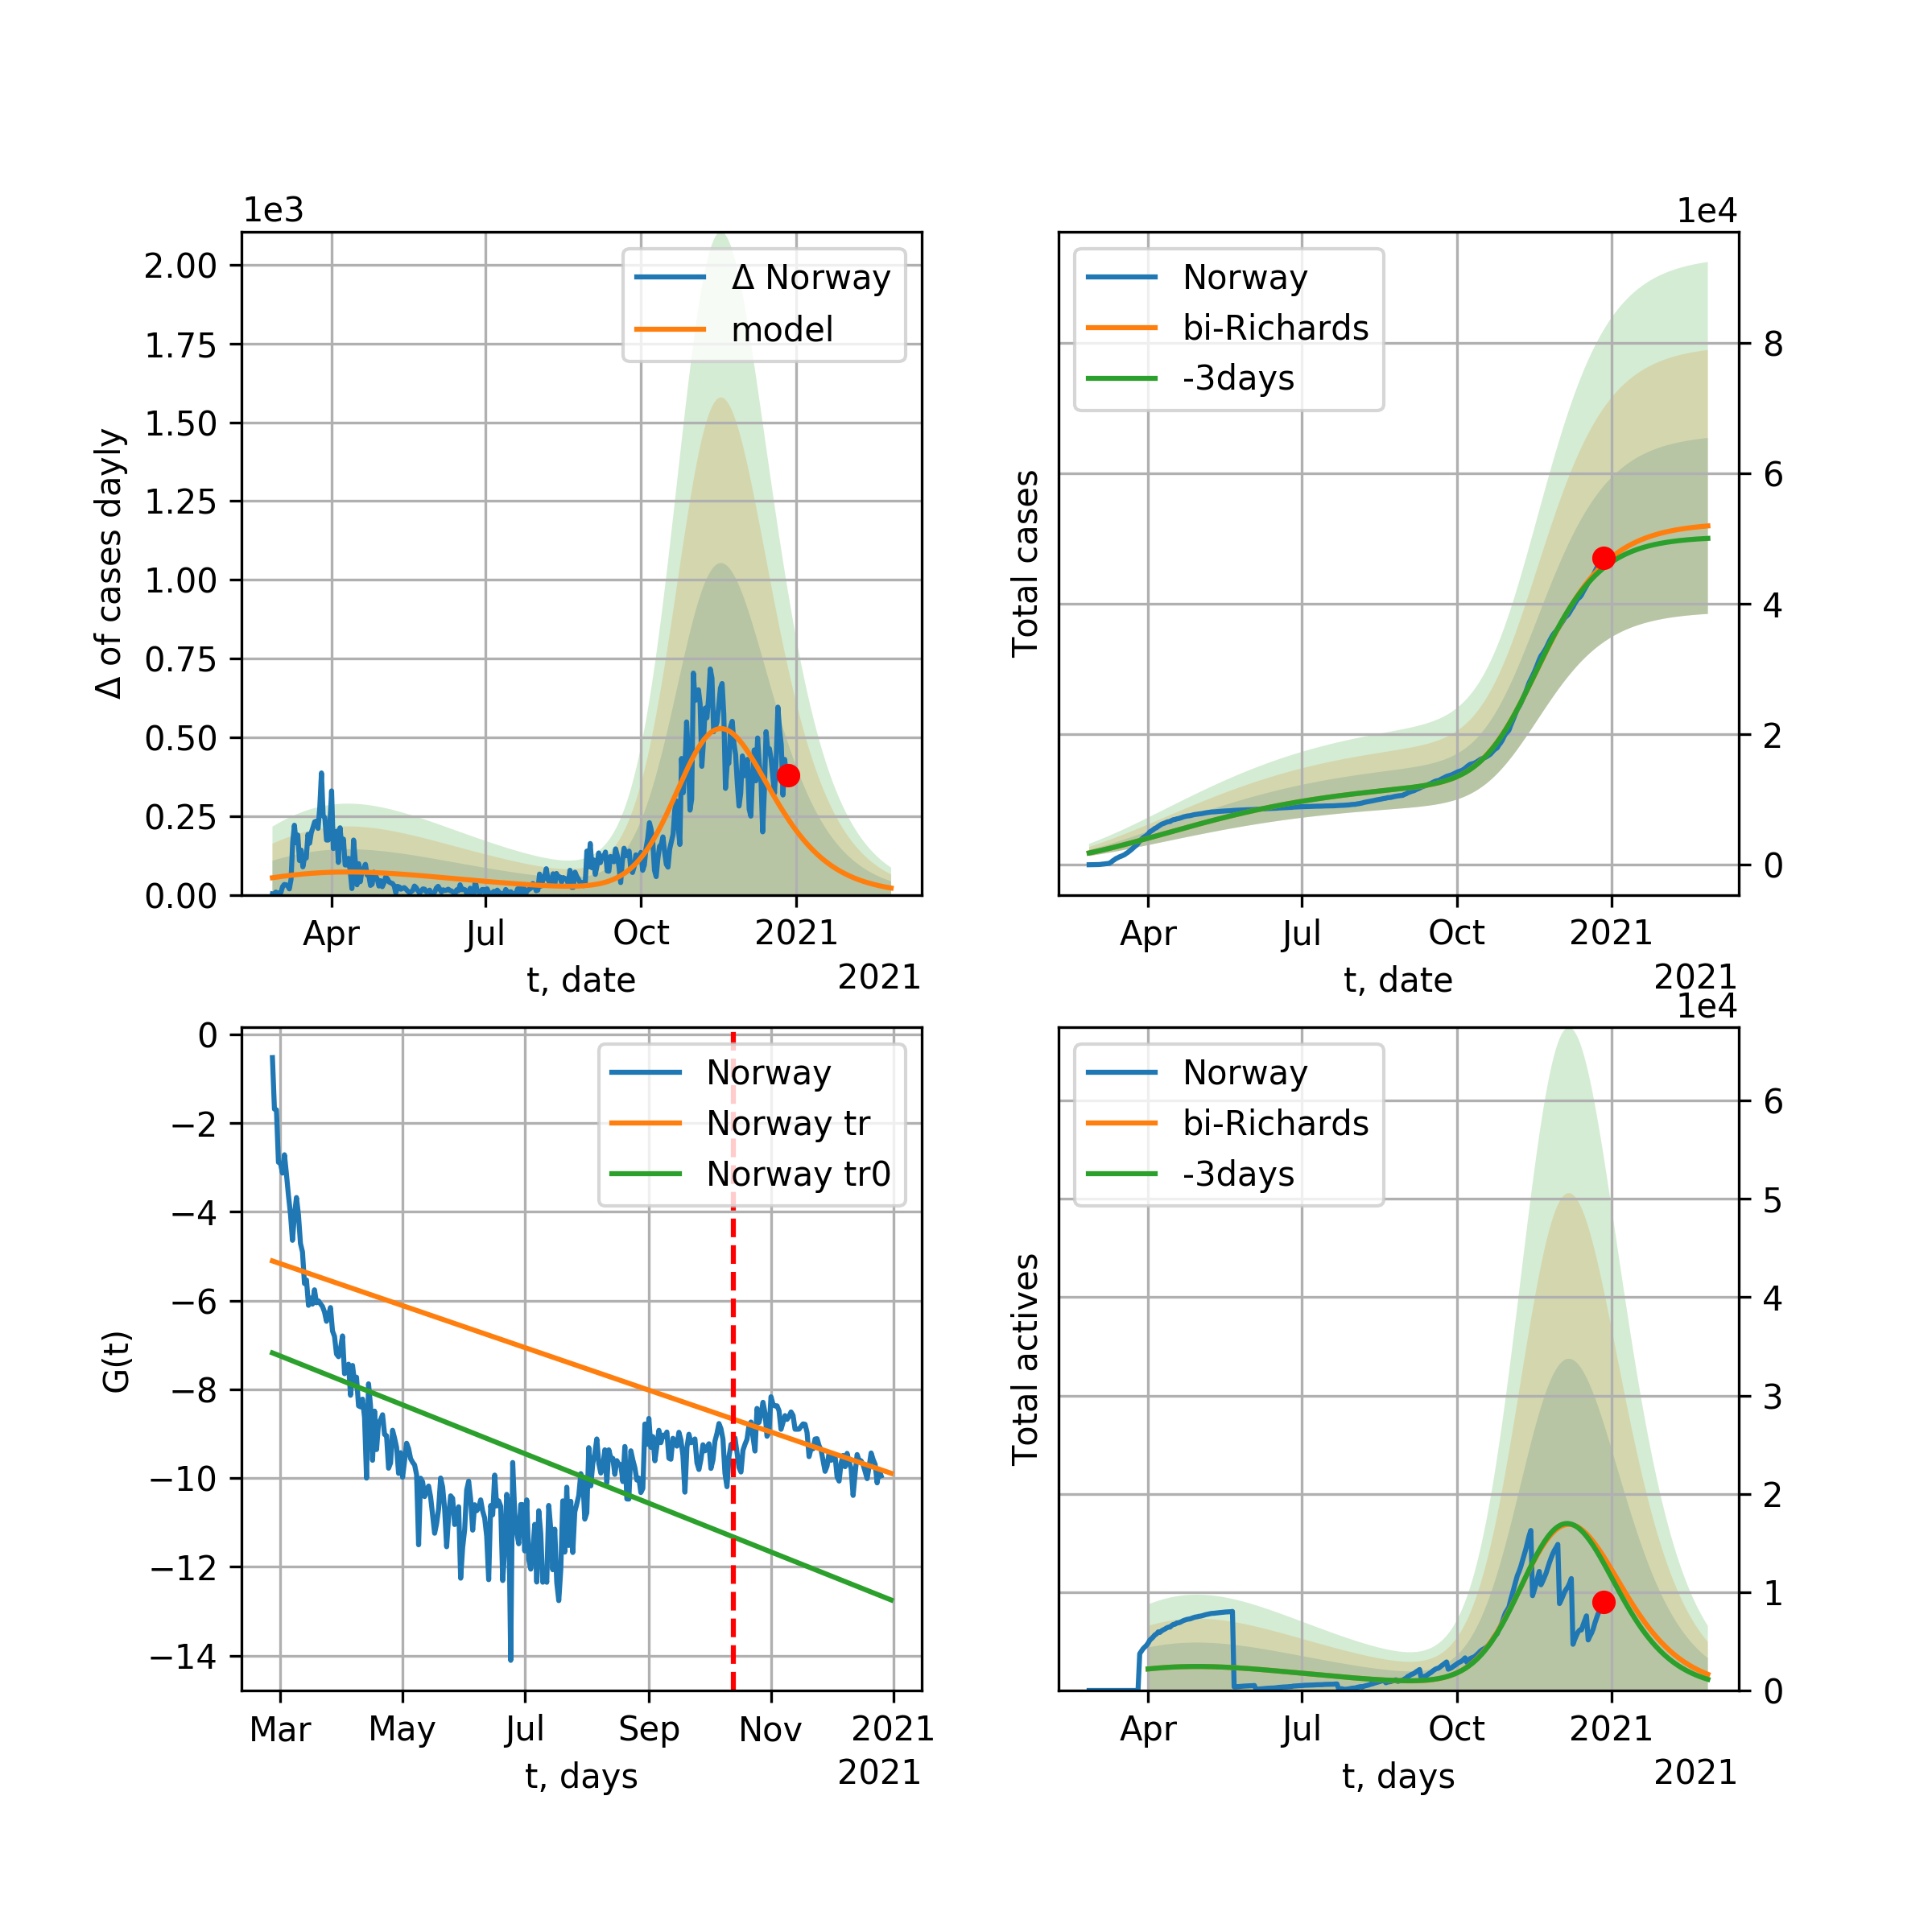 1e3
Δ of cases dayly
2.00
1.75
1.50
1.25
1.00
0.75
0.50
0.25
0.00
Δ Norway
model
Apr Jul Oct 2021
t, date
2021
1e4
Total cases
Norway
bi-Richards
-3days
8
6
4
2
0
Apr Jul Oct 2021
t, date
2021
G(t)
0
−2
−4
−6
−8
−10
−12
−14
Norway
Norway tr
Norway tr0
Mar May Jul Sep Nov 2021
t, days
2021
1e4
Total actives
Norway
bi-Richards
-3days
6
5
4
3
2
1
0
Apr Jul Oct 2021
t, days
2021